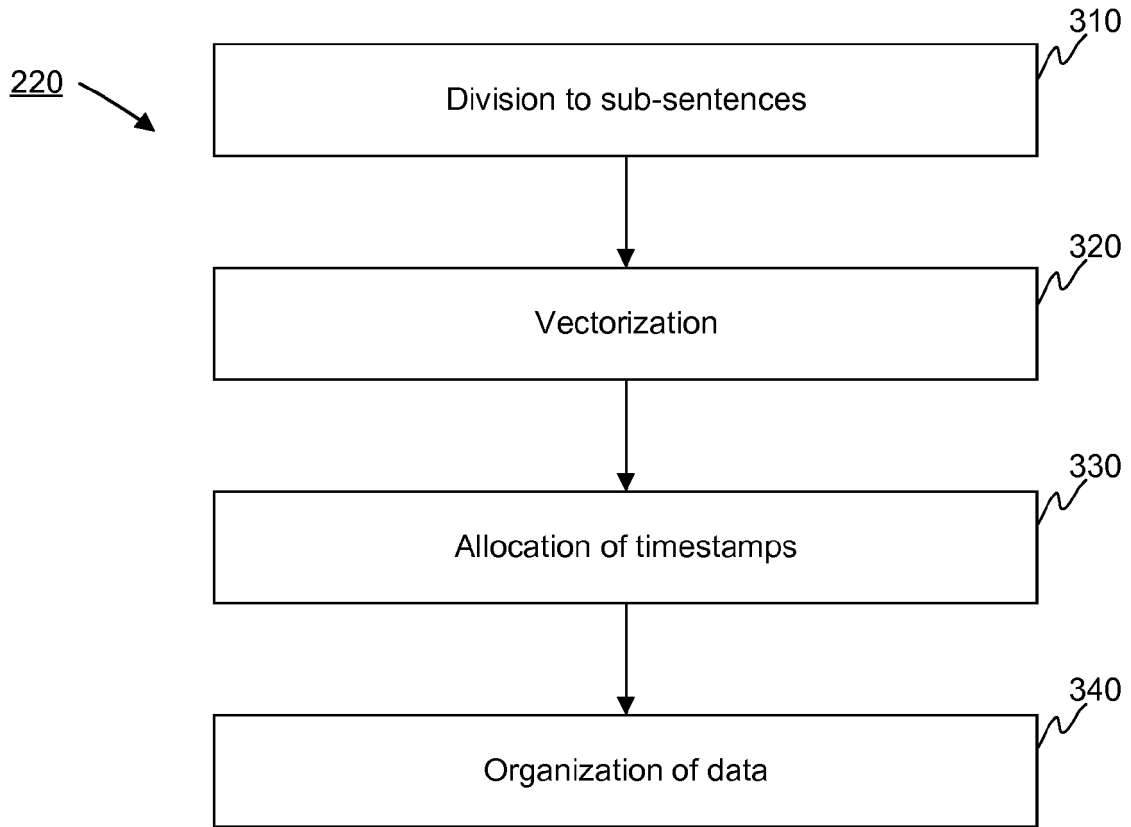 310
220
Division to sub-sentences
320
Vectorization
330
Allocation of timestamps
340
Organization of data